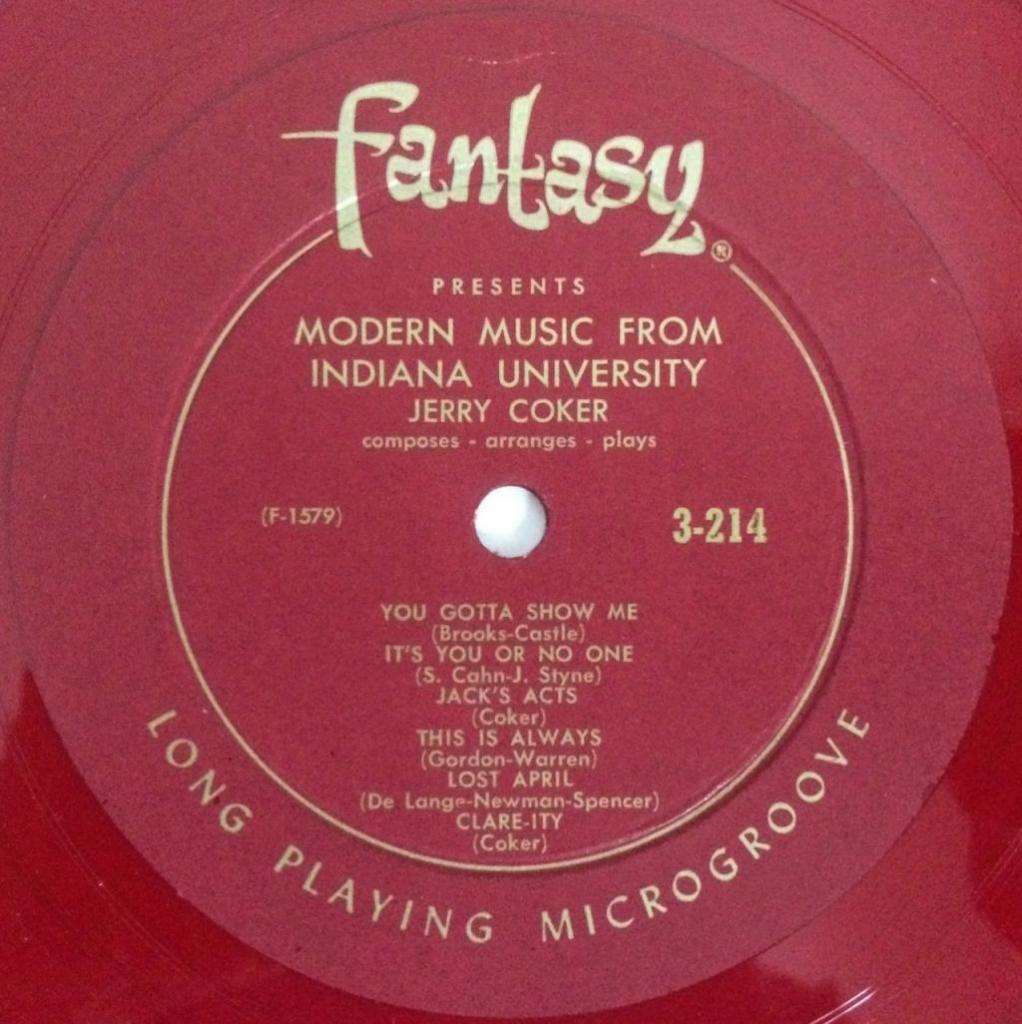 Fantasy®
PRESENTS
MODERN MUSIC FROM
INDIANA UNIVERSITY
JERRY COKER
composes - arranges - plays
(F-1579)
3-214
YOU GOTTA SHOW ME
(Brooks-Castle)
IT'S YOU OR NO ONE
(S. Cahn-J. Styne)
JACK'S ACTS
(Coker)
THIS IS ALWAYS
(Gordon-Warren)
LOST APRIL
(De Lange-Newman-Spencer)
CLARE-ITY
(Coker)
LONG PLAYING MICROGROOVE